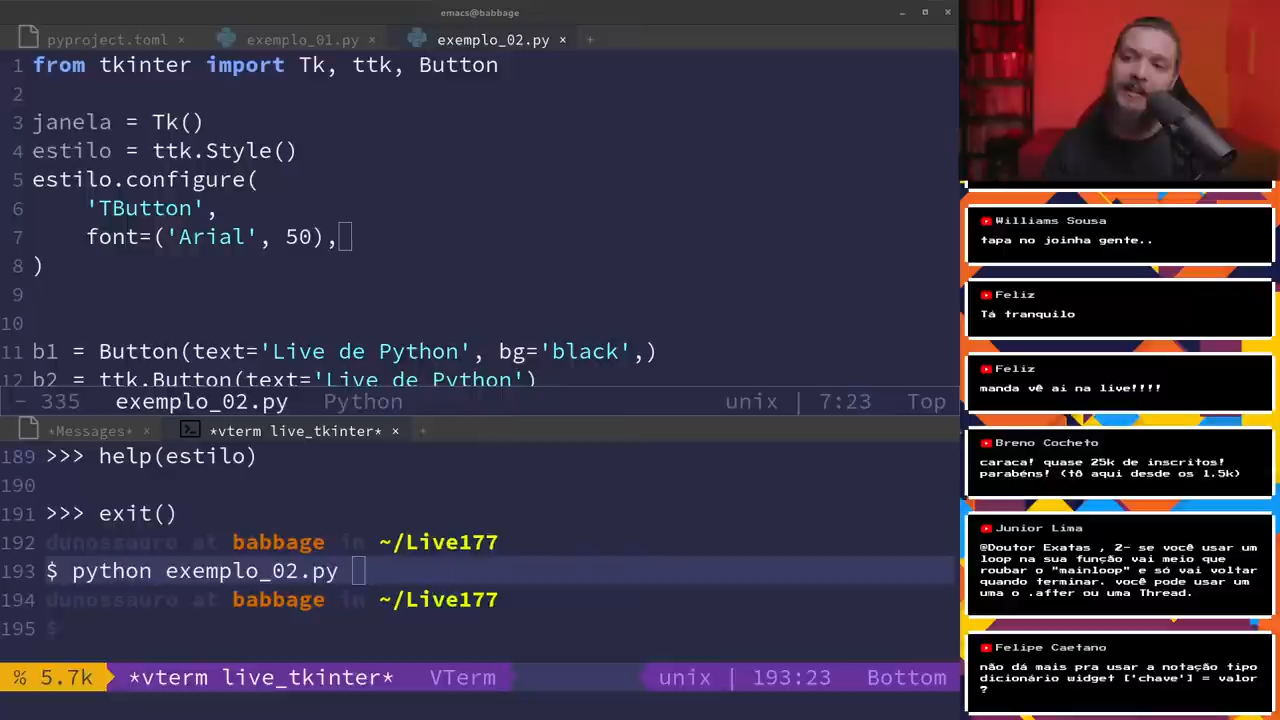 emacs@babbage
pyproject.toml × exemplo_01.py × exemplo_02.py × +
1 from tkinter import Tk, ttk, Button
2
3 janela = Tk()
4 estilo = ttk.Style()
5 estilo.configure(
6 'TButton',
7 font=('Arial', 50),
8 )
9
10
11 b1 = Button(text='Live de Python', bg='black',)
12 b2 = ttk.Button(text='Live de Python')
- 335 exemplo_02.py Python unix | 7:23 Top
*Messages* × *vterm live_tkinter* × +
189 >>> help(estilo)
190
191 >>> exit()
192 dunossauro at babbage in ~/Live177
193 $ python exemplo_02.py
194 dunossauro at babbage in ~/Live177
195 $
% 5.7k *vterm live_tkinter* VTerm unix | 193:23 Bottom
Williams Sousa
tapa no joinha gente..
Feliz
Tá tranquilo
Feliz
manda vê ai na live!!!!
Breno Cocheto
caraca! quase 25k de inscritos!
parabéns! (tô aqui desde os 1.5k)
Junior Lima
@Doutor Exatas , 2- se você usar um
loop na sua função vai meio que
roubar o "mainloop" e só vai voltar
quando terminar. você pode usar um
uma o .after ou uma Thread.
Felipe Caetano
não dá mais pra usar a notação tipo
dicionário widget ['chave'] = valor
?